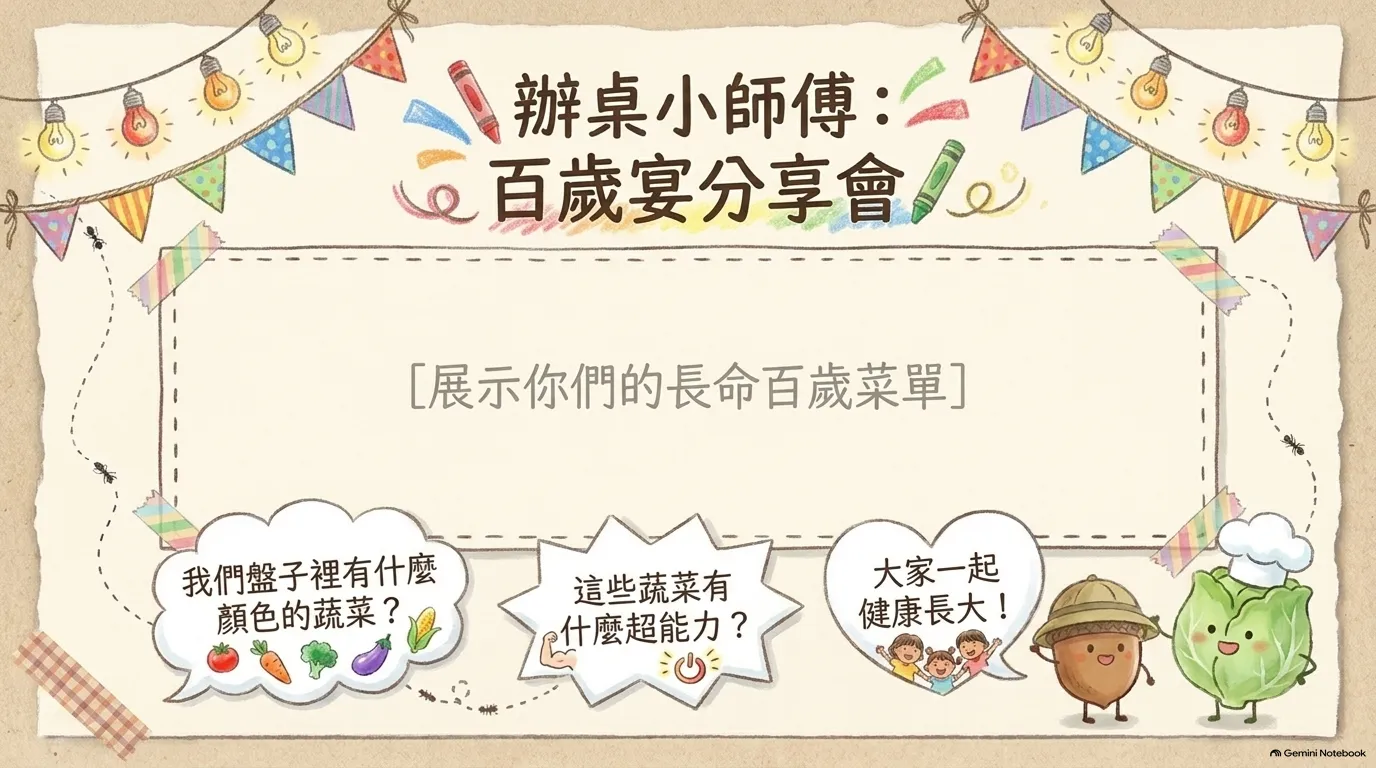 辦桌小師傅：
百歲宴分享會
[展示你們的長命百歲菜單]
我們盤子裡有什麼
顏色的蔬菜？
這些蔬菜有
什麼超能力？
大家一起
健康長大！
Gemini Notebook